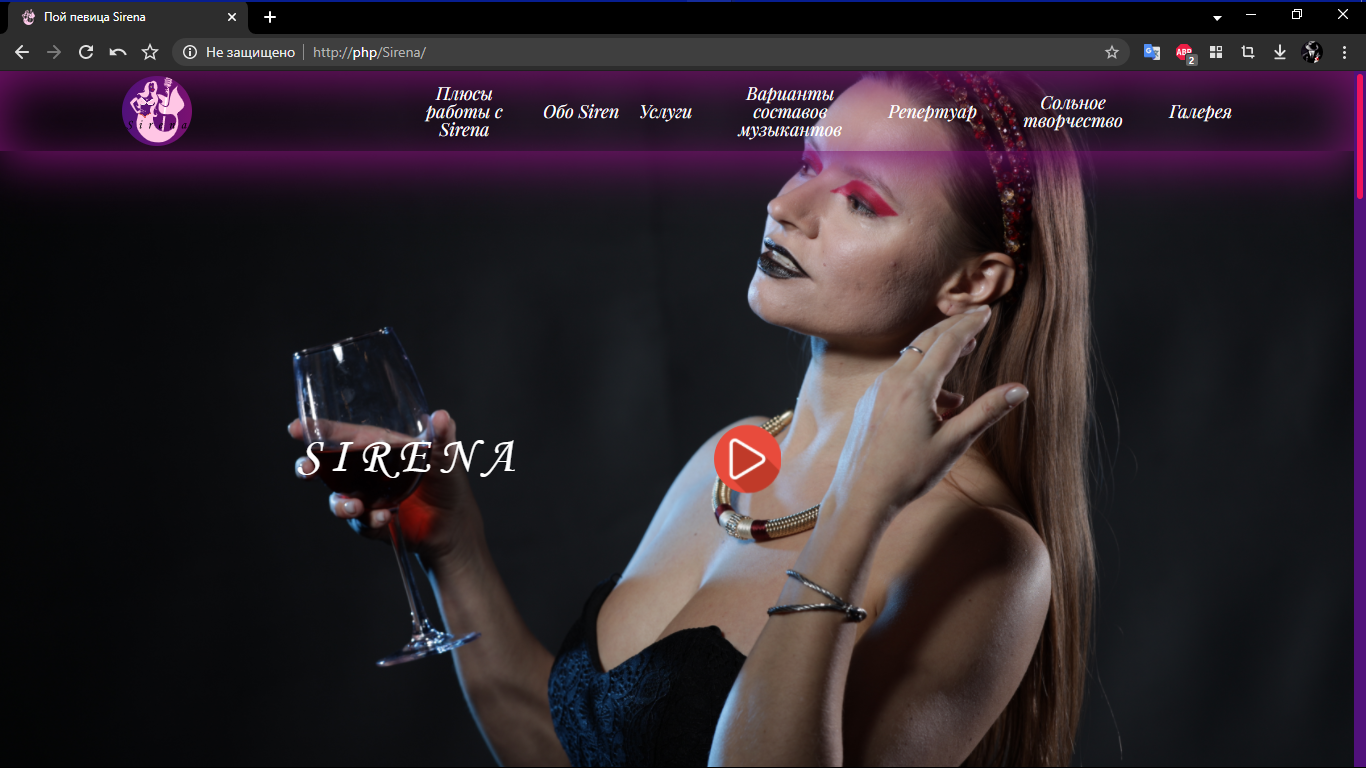 Пой певица Sirena
Не защищено
http://php/Sirena/
ABP
2
Sirena
Плюсы
работы с
Sirena
Обо Siren
Услуги
Варианты
составов
музыкантов
Репертуар
Сольное
творчество
Галерея
SIRENA